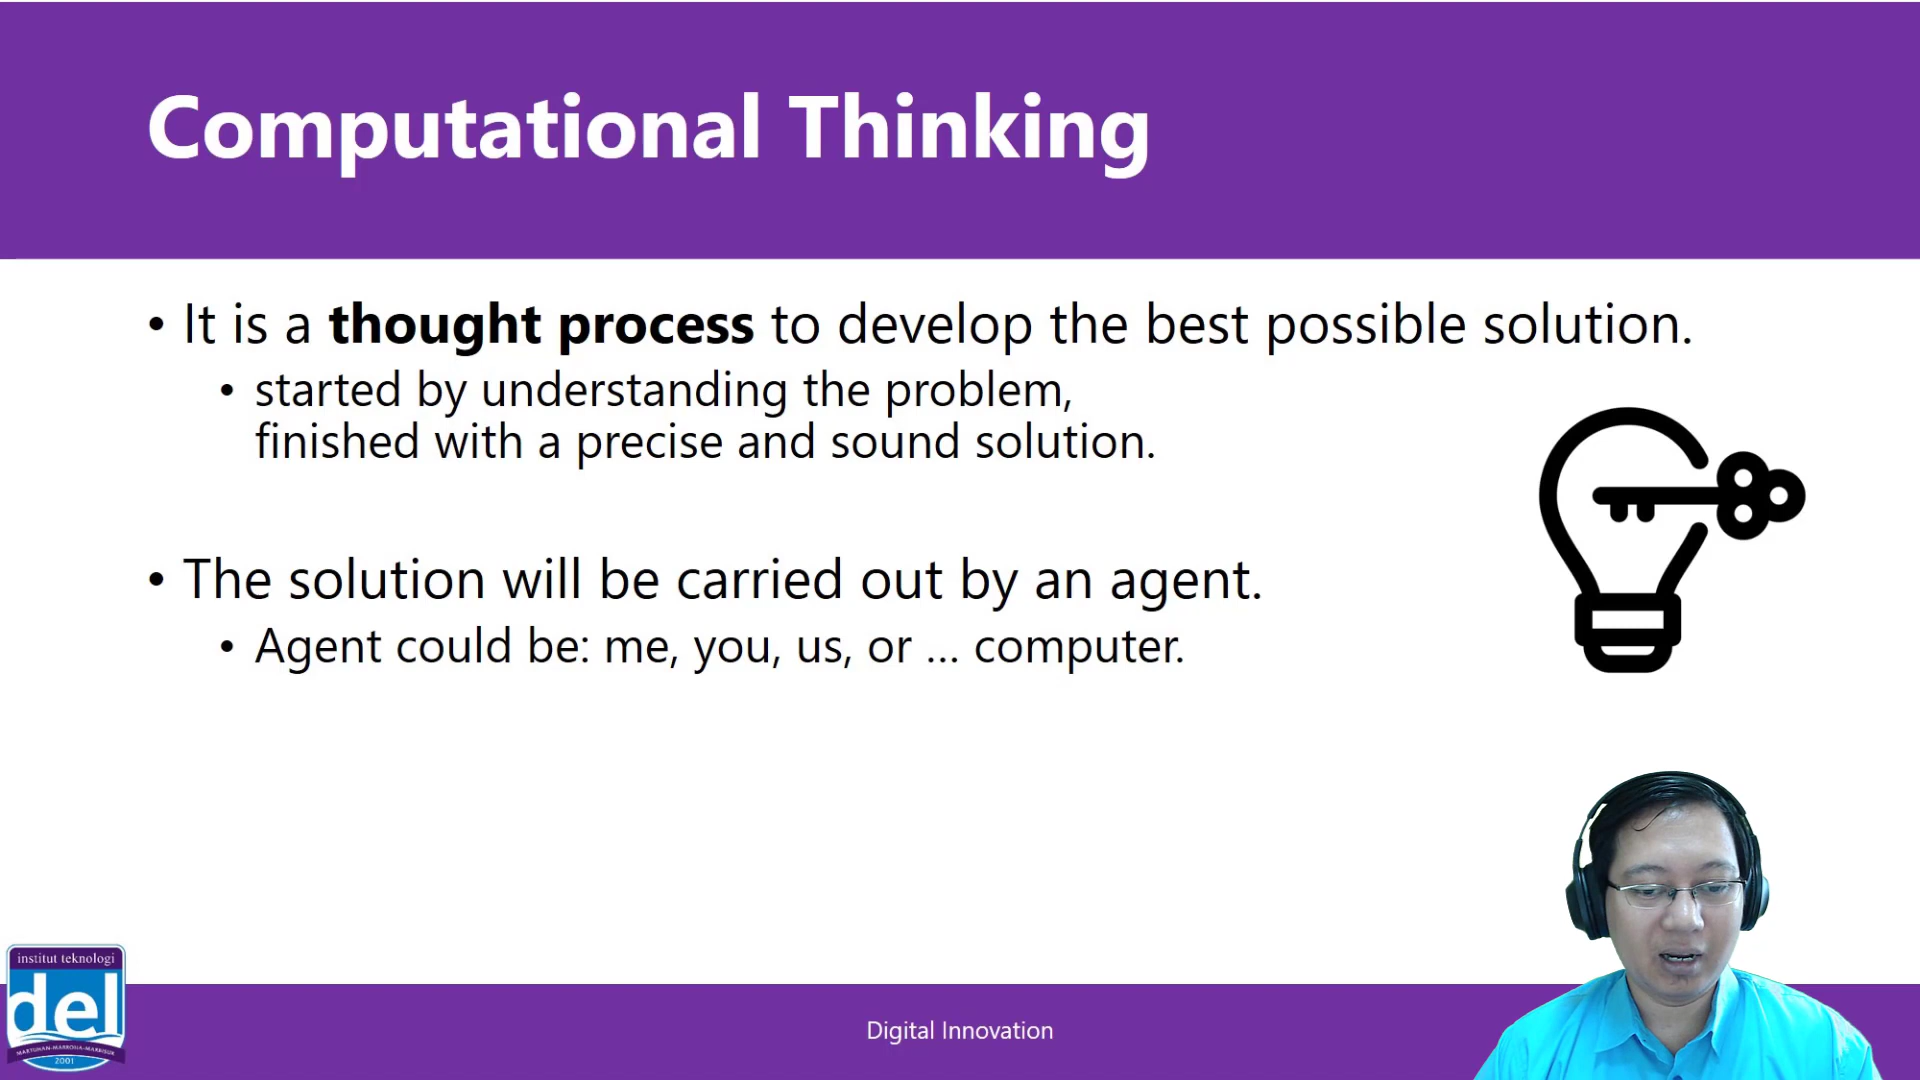 Computational Thinking
• It is a thought process to develop the best possible solution.
• started by understanding the problem,
finished with a precise and sound solution.
• The solution will be carried out by an agent.
• Agent could be: me, you, us, or ... computer.
institut teknologi
del
MARTUHAN-MARROHA-MARBISUK
2001
Digital Innovation